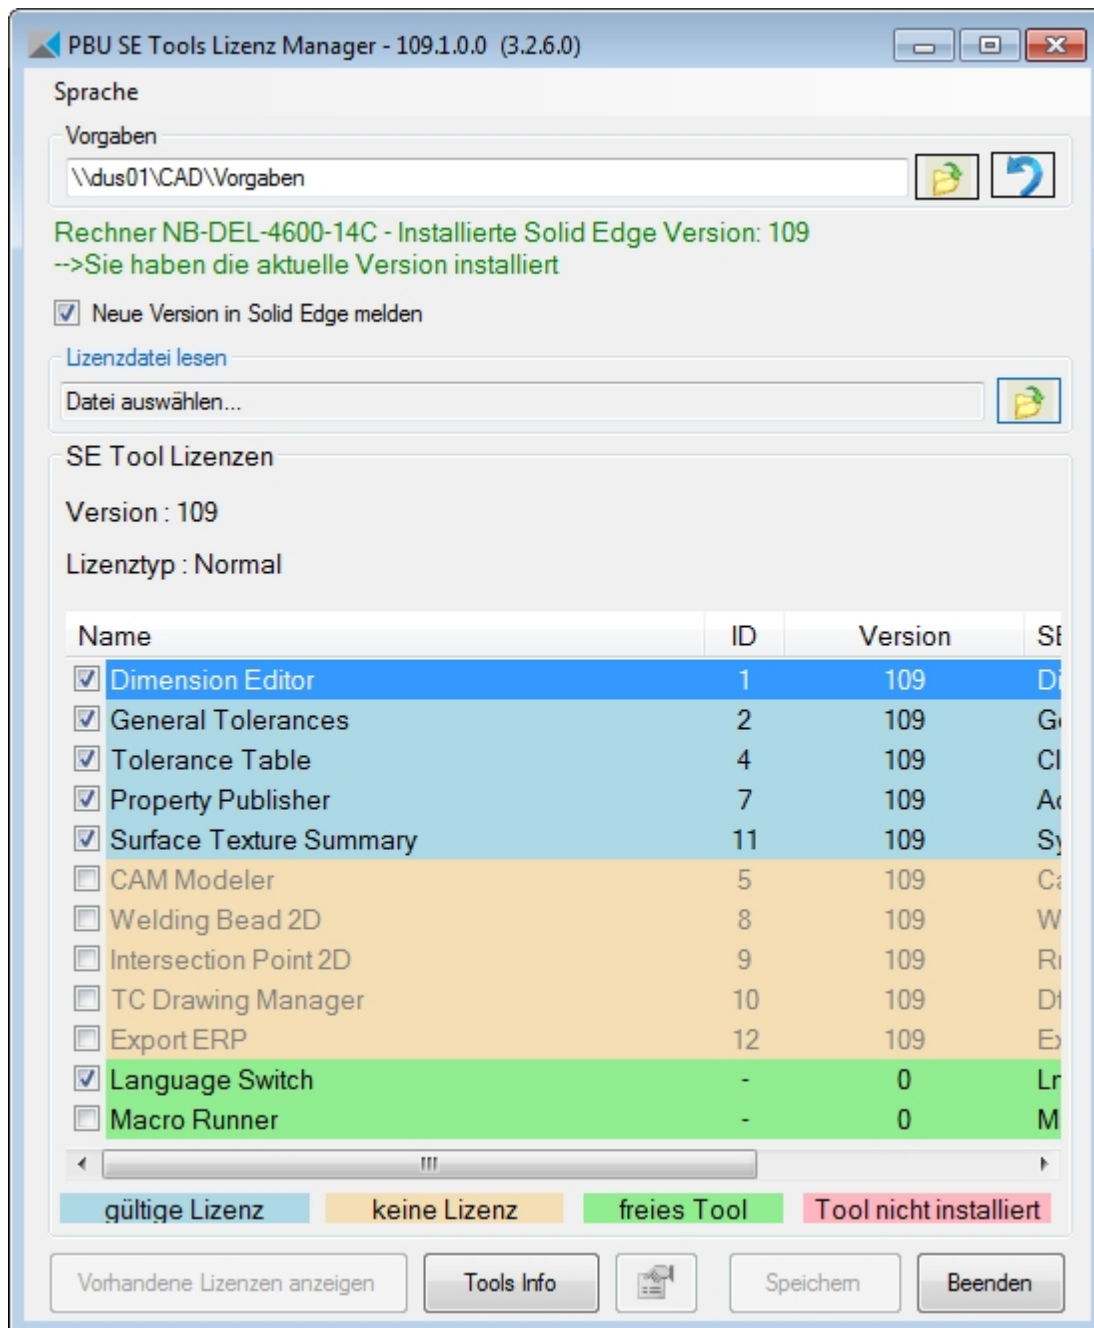 PBU SE Tools Lizenz Manager - 109.1.0.0 (3.2.6.0)
Sprache
Vorgaben
\\dus01\CAD\Vorgaben
Rechner NB-DEL-4600-14C - Installierte Solid Edge Version: 109
-->Sie haben die aktuelle Version installiert
Neue Version in Solid Edge melden
Lizenzdatei lesen
Datei auswählen...
SE Tool Lizenzen
Version : 109
Lizenztyp : Normal
Name ID Version
Dimension Editor 1 109
General Tolerances 2 109
Tolerance Table 4 109
Property Publisher 7 109
Surface Texture Summary 11 109
CAM Modeler 5 109
Welding Bead 2D 8 109
Intersection Point 2D 9 109
TC Drawing Manager 10 109
Export ERP 12 109
Language Switch - 0
Macro Runner - 0
gültige Lizenz keine Lizenz freies Tool Tool nicht installiert
Vorhandene Lizenzen anzeigen Tools Info Speichern Beenden